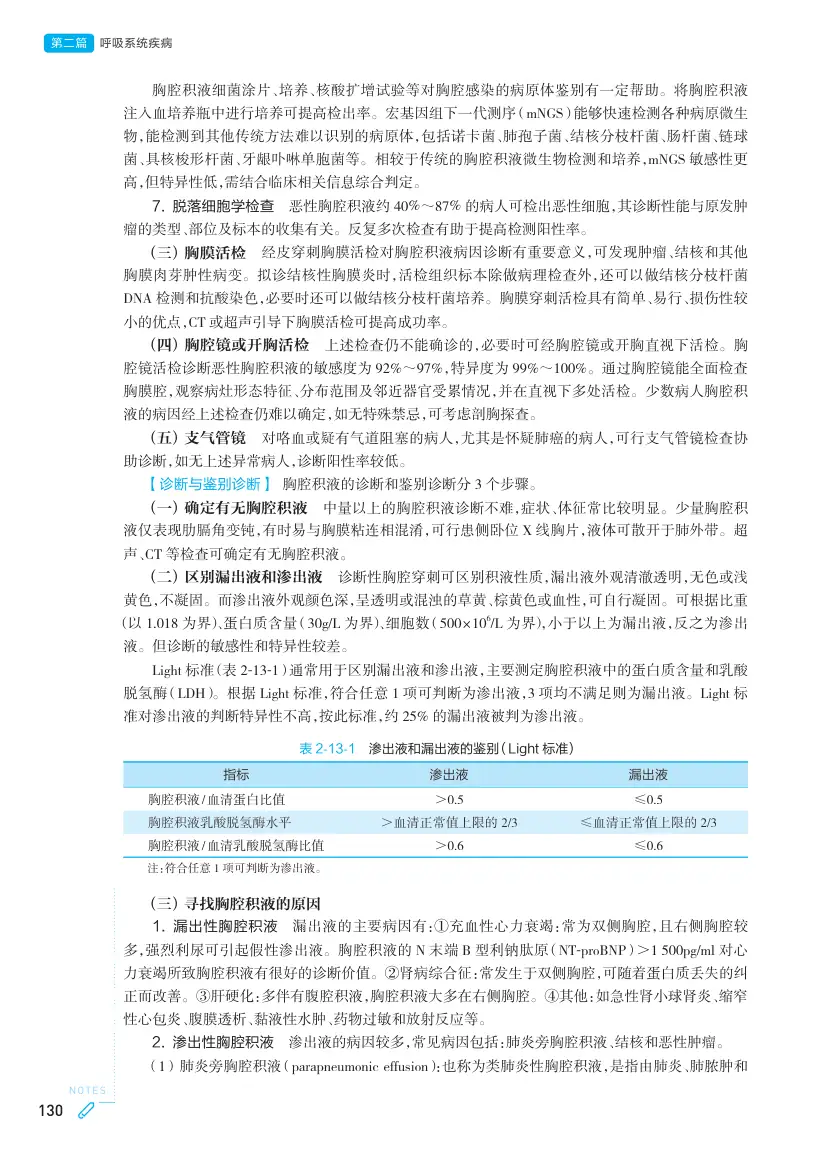 第二篇 呼吸系统疾病
胸腔积液细菌涂片、培养、核酸扩增试验等对胸腔感染的病原体鉴别有一定帮助。将胸腔积液
注入血培养瓶中进行培养可提高检出率。宏基因组下一代测序（mNGS）能够快速检测各种病原微生
物，能检测到其他传统方法难以识别的病原体，包括诺卡菌、肺孢子菌、结核分枝杆菌、肠杆菌、链球
菌、具核梭形杆菌、牙龈卟啉单胞菌等。相较于传统的胸腔积液微生物检测和培养，mNGS 敏感性更
高，但特异性低，需结合临床相关信息综合判定。
7. 脱落细胞学检查 恶性胸腔积液约 40%～87% 的病人可检出恶性细胞，其诊断性能与原发肿
瘤的类型、部位及标本的收集有关。反复多次检查有助于提高检测阳性率。
（三）胸膜活检 经皮穿刺胸膜活检对胸腔积液病因诊断有重要意义，可发现肿瘤、结核和其他
胸膜肉芽肿性病变。拟诊结核性胸膜炎时，活检组织标本除做病理检查外，还可以做结核分枝杆菌
DNA 检测和抗酸染色，必要时还可以做结核分枝杆菌培养。胸膜穿刺活检具有简单、易行、损伤性较
小的优点，CT 或超声引导下胸膜活检可提高成功率。
（四）胸腔镜或开胸活检 上述检查仍不能确诊的，必要时可经胸腔镜或开胸直视下活检。胸
腔镜活检诊断恶性胸腔积液的敏感度为 92%～97%，特异度为 99%～100%。通过胸腔镜能全面检查
胸膜腔，观察病灶形态特征、分布范围及邻近器官受累情况，并在直视下多处活检。少数病人胸腔积
液的病因经上述检查仍难以确定，如无特殊禁忌，可考虑剖胸探查。
（五）支气管镜 对咯血或疑有气道阻塞的病人，尤其是怀疑肺癌的病人，可行支气管镜检查协
助诊断，如无上述异常病人，诊断阳性率较低。
【诊断与鉴别诊断】 胸腔积液的诊断和鉴别诊断分 3 个步骤。
（一）确定有无胸腔积液 中量以上的胸腔积液诊断不难，症状、体征常比较明显。少量胸腔积
液仅表现肋膈角变钝，有时易与胸膜粘连相混淆，可行患侧卧位 X 线胸片，液体可散开于肺外带。超
声、CT 等检查可确定有无胸腔积液。
（二）区别漏出液和渗出液 诊断性胸腔穿刺可区别积液性质，漏出液外观清澈透明，无色或浅
黄色，不凝固。而渗出液外观颜色深，呈透明或混浊的草黄、棕黄色或血性，可自行凝固。可根据比重
（以 1.018 为界）、蛋白质含量（30g/L 为界）、细胞数（500×10⁶/L 为界），小于以上为漏出液，反之为渗出
液。但诊断的敏感性和特异性较差。
Light 标准（表 2-13-1）通常用于区别漏出液和渗出液，主要测定胸腔积液中的蛋白质含量和乳酸
脱氢酶（LDH）。根据 Light 标准，符合任意 1 项可判断为渗出液，3 项均不满足则为漏出液。Light 标
准对渗出液的判断特异性不高，按此标准，约 25% 的漏出液被判为渗出液。
表 2-13-1 渗出液和漏出液的鉴别（Light 标准）
指标 渗出液 漏出液
胸腔积液/血清蛋白比值 ＞0.5 ≤0.5
胸腔积液乳酸脱氢酶水平 ＞血清正常值上限的 2/3 ≤血清正常值上限的 2/3
胸腔积液/血清乳酸脱氢酶比值 ＞0.6 ≤0.6
注：符合任意 1 项可判断为渗出液。
（三）寻找胸腔积液的原因
1. 漏出性胸腔积液 漏出液的主要病因有：①充血性心力衰竭：常为双侧胸腔，且右侧胸腔较
多，强烈利尿可引起假性渗出液。胸腔积液的 N 末端 B 型利钠肽原（NT-proBNP）＞1 500pg/ml 对心
力衰竭所致胸腔积液有很好的诊断价值。②肾病综合征：常发生于双侧胸腔，可随着蛋白质丢失的纠
正而改善。③肝硬化：多伴有腹腔积液，胸腔积液大多在右侧胸腔。④其他：如急性肾小球肾炎、缩窄
性心包炎、腹膜透析、黏液性水肿、药物过敏和放射反应等。
2. 渗出性胸腔积液 渗出液的病因较多，常见病因包括：肺炎旁胸腔积液、结核和恶性肿瘤。
（1）肺炎旁胸腔积液（parapneumonic effusion）：也称为类肺炎性胸腔积液，是指由肺炎、肺脓肿和
NOTES
130